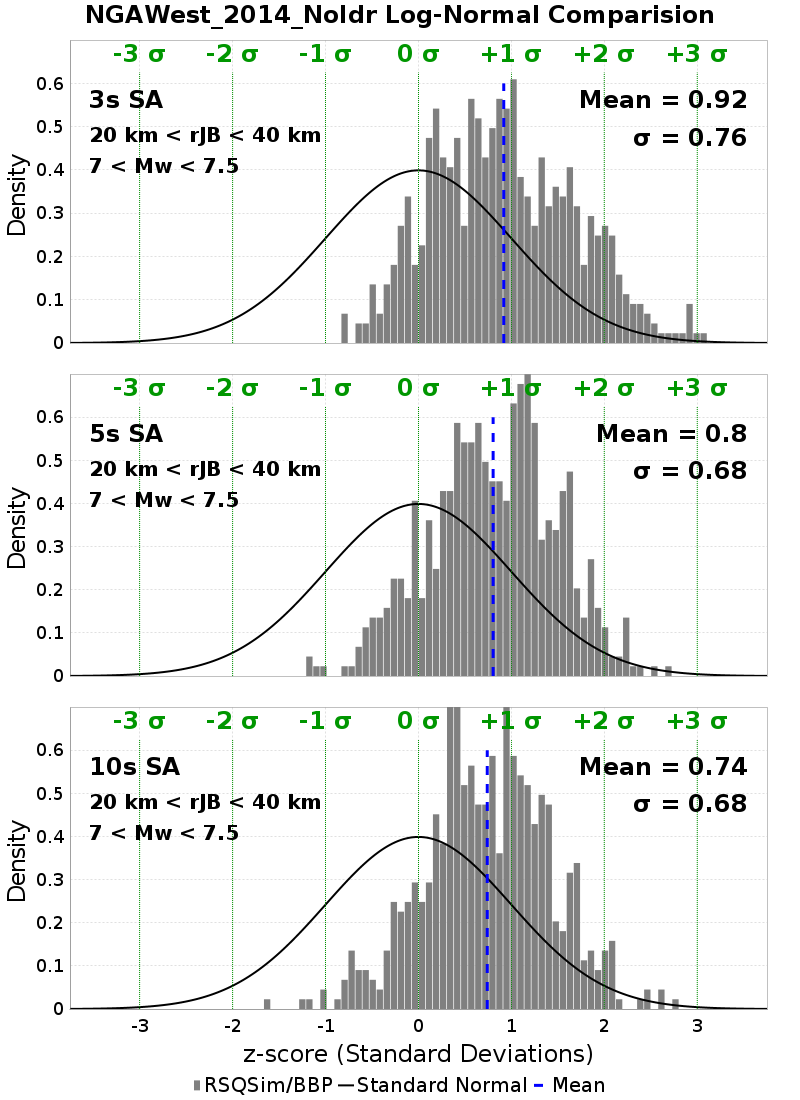 NGAWest_2014_NoIdr Log-Normal Comparision
-3 σ -2 σ -1 σ 0 σ +1 σ +2 σ +3 σ
0.6
3s SA Mean = 0.92
0.5
20 km < rJB < 40 km σ = 0.76
0.4
7 < Mw < 7.5
0.3
0.2
0.1
0
Density
-3 σ -2 σ -1 σ 0 σ +1 σ +2 σ +3 σ
0.6
5s SA Mean = 0.8
0.5
20 km < rJB < 40 km σ = 0.68
0.4
7 < Mw < 7.5
0.3
0.2
0.1
0
Density
-3 σ -2 σ -1 σ 0 σ +1 σ +2 σ +3 σ
0.6
10s SA Mean = 0.74
0.5
20 km < rJB < 40 km σ = 0.68
0.4
7 < Mw < 7.5
0.3
0.2
0.1
0
Density
-3 -2 -1 0 1 2 3
z-score (Standard Deviations)
RSQSim/BBP Standard Normal Mean